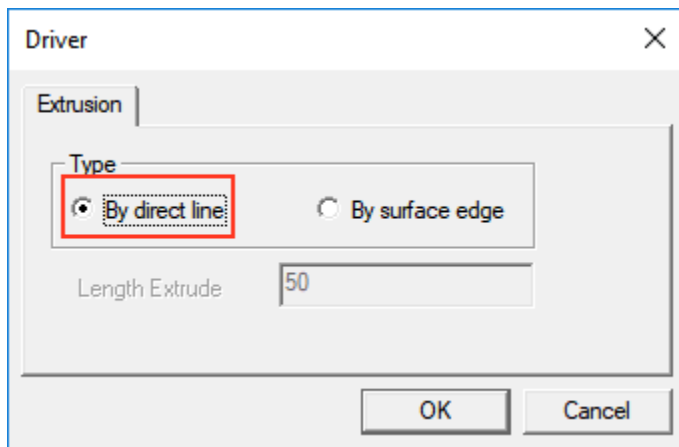 Driver
Extrusion
Type
By direct line By surface edge
Length Extrude 50
OK Cancel